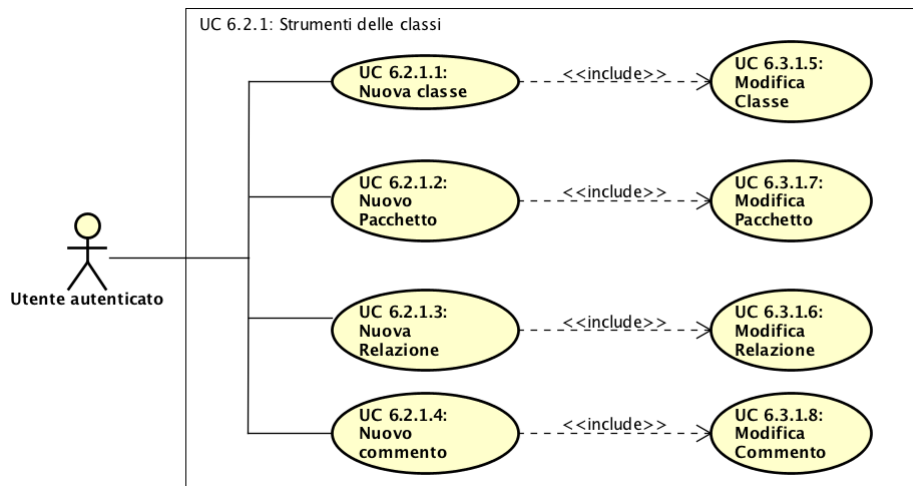 UC 6.2.1: Strumenti delle classi
UC 6.2.1.1:
Nuova classe
<<include>>
UC 6.3.1.5:
Modifica
Classe
UC 6.2.1.2:
Nuovo
Pacchetto
<<include>>
UC 6.3.1.7:
Modifica
Pacchetto
Utente autenticato
UC 6.2.1.3:
Nuova
Relazione
<<include>>
UC 6.3.1.6:
Modifica
Relazione
UC 6.2.1.4:
Nuovo
commento
<<include>>
UC 6.3.1.8:
Modifica
Commento